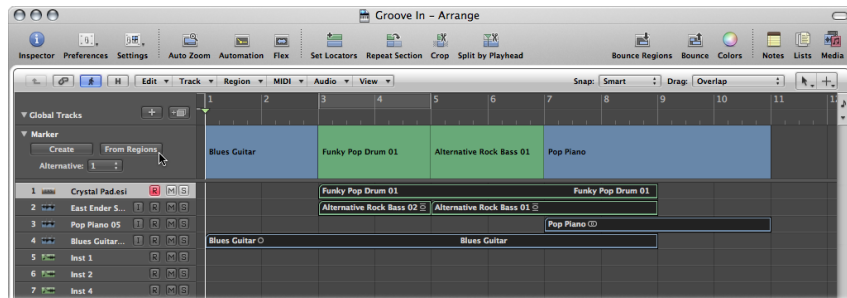 Groove In – Arrange
Inspector Preferences Settings Auto Zoom Automation Flex Set Locators Repeat Section Crop Split by Playhead Bounce Regions Bounce Colors Notes Lists Media
H Edit Track Region MIDI Audio View Snap: Smart Drag: Overlap
1 2 3 4 5 6 7 8 9 10 11
Global Tracks
Marker
Create From Regions
Alternative: 1
Blues Guitar Funky Pop Drum 01 Alternative Rock Bass 01 Pop Piano
1 Crystal Pad.esi R M S Funky Pop Drum 01 Funky Pop Drum 01
2 East Ender S... I R M S Alternative Rock Bass 02 Alternative Rock Bass 01
3 Pop Piano 05 I R M S Pop Piano
4 Blues Guitar... I R M S Blues Guitar Blues Guitar
5 Inst 1 R M S
6 Inst 2 R M S
7 Inst 4 R M S